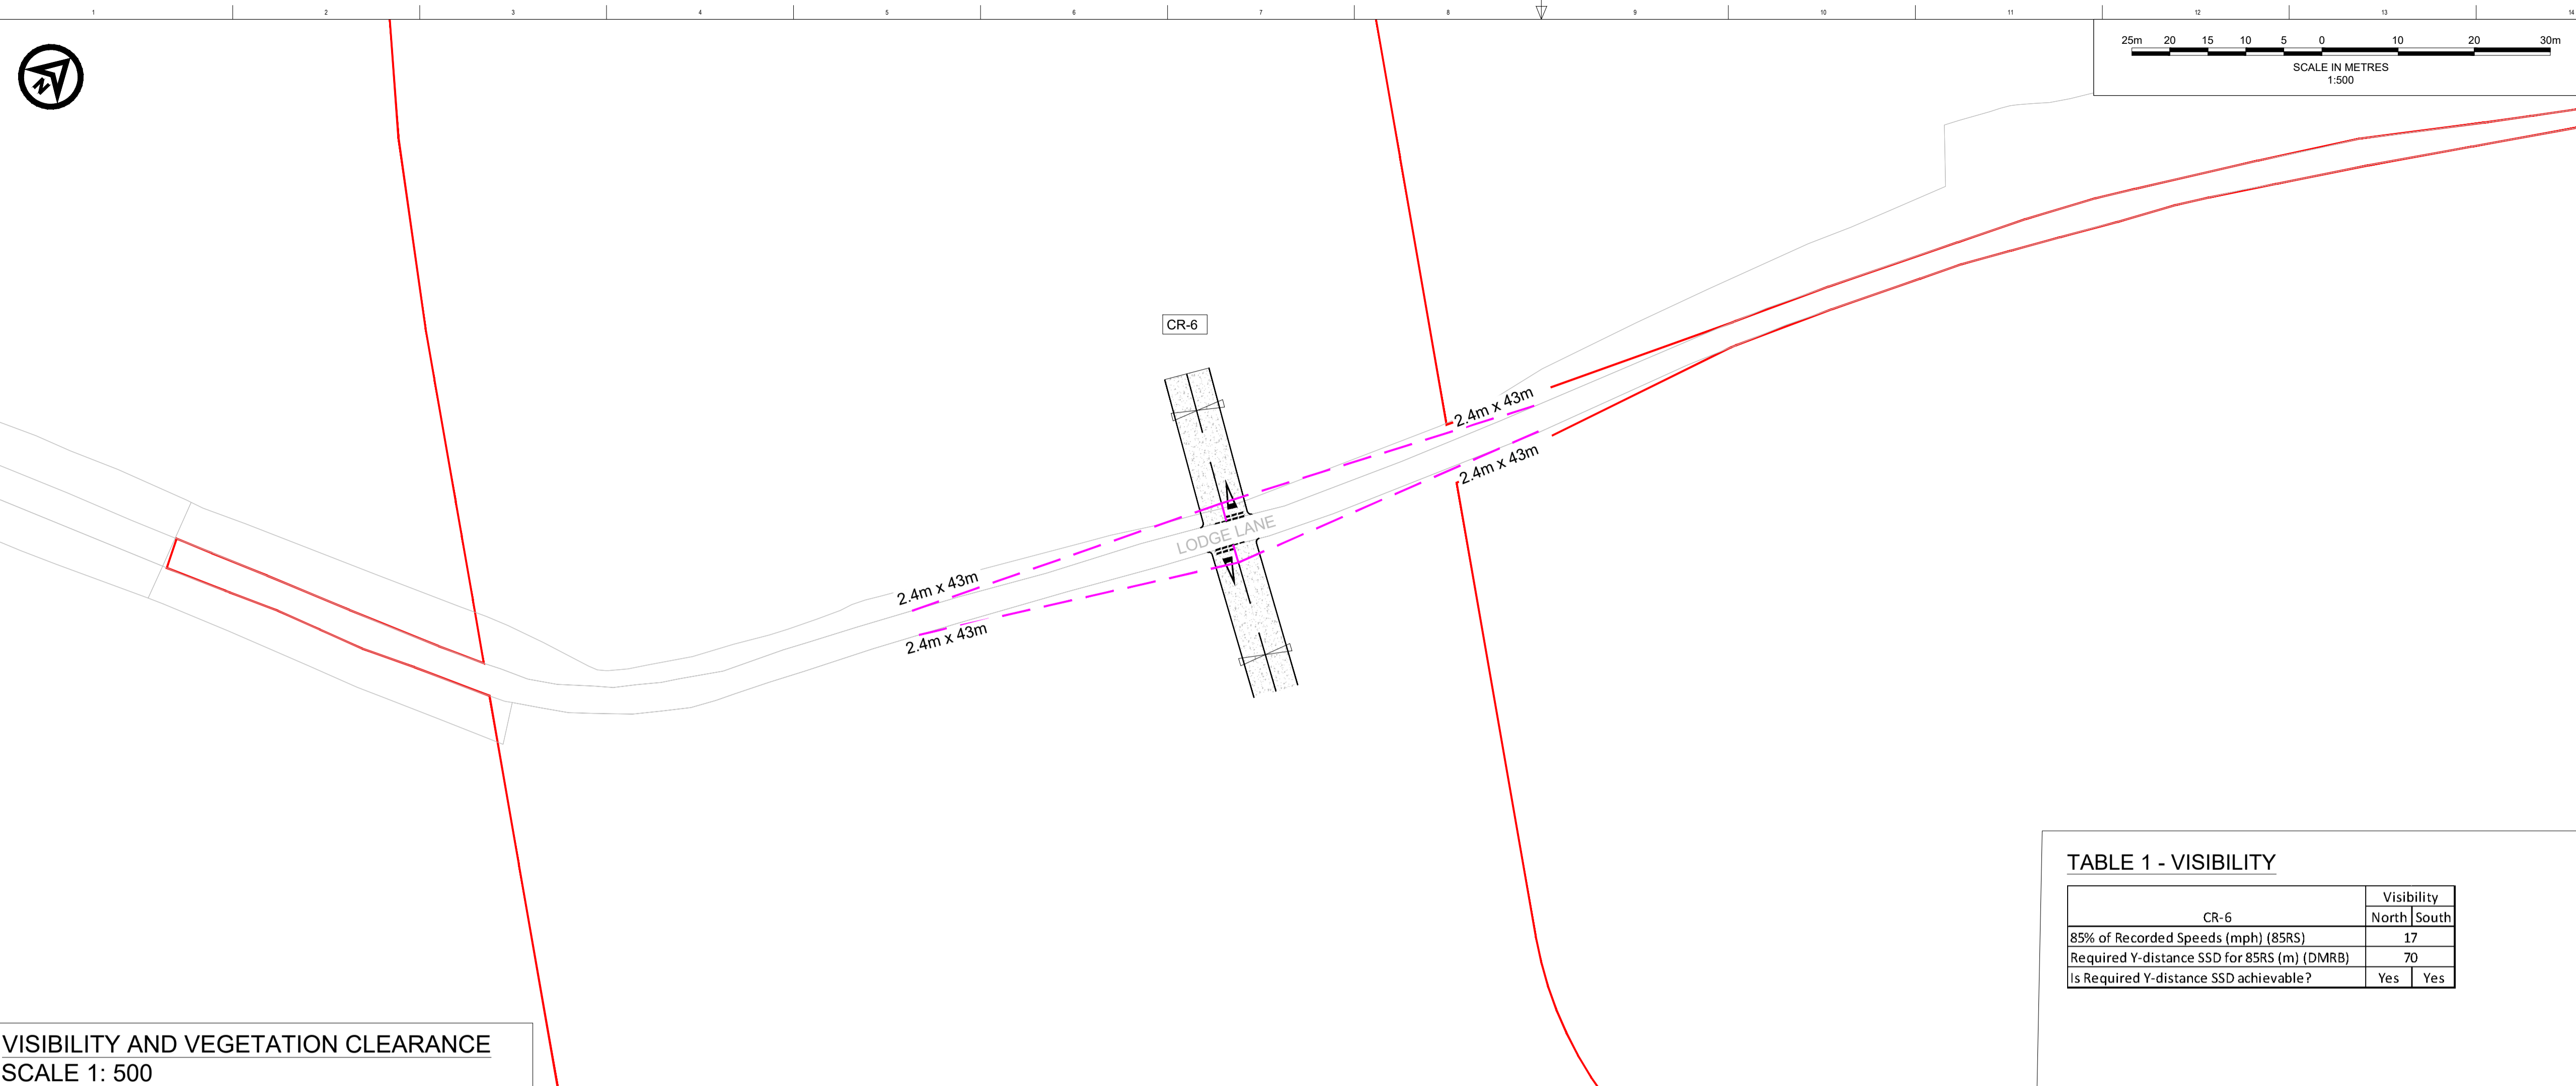 1 2 3 4 5 6 7 8 9 10 11 12 13 14
N
25m 20 15 10 5 0 10 20 30m
SCALE IN METRES
1:500
CR-6
2.4m x 43m
2.4m x 43m
LODGE LANE
2.4m x 43m
2.4m x 43m
TABLE 1 - VISIBILITY
Visibility
CR-6 North South
85% of Recorded Speeds (mph) (85RS) 17
Required Y-distance SSD for 85RS (m) (DMRB) 70
Is Required Y-distance SSD achievable? Yes Yes
VISIBILITY AND VEGETATION CLEARANCE
SCALE 1: 500